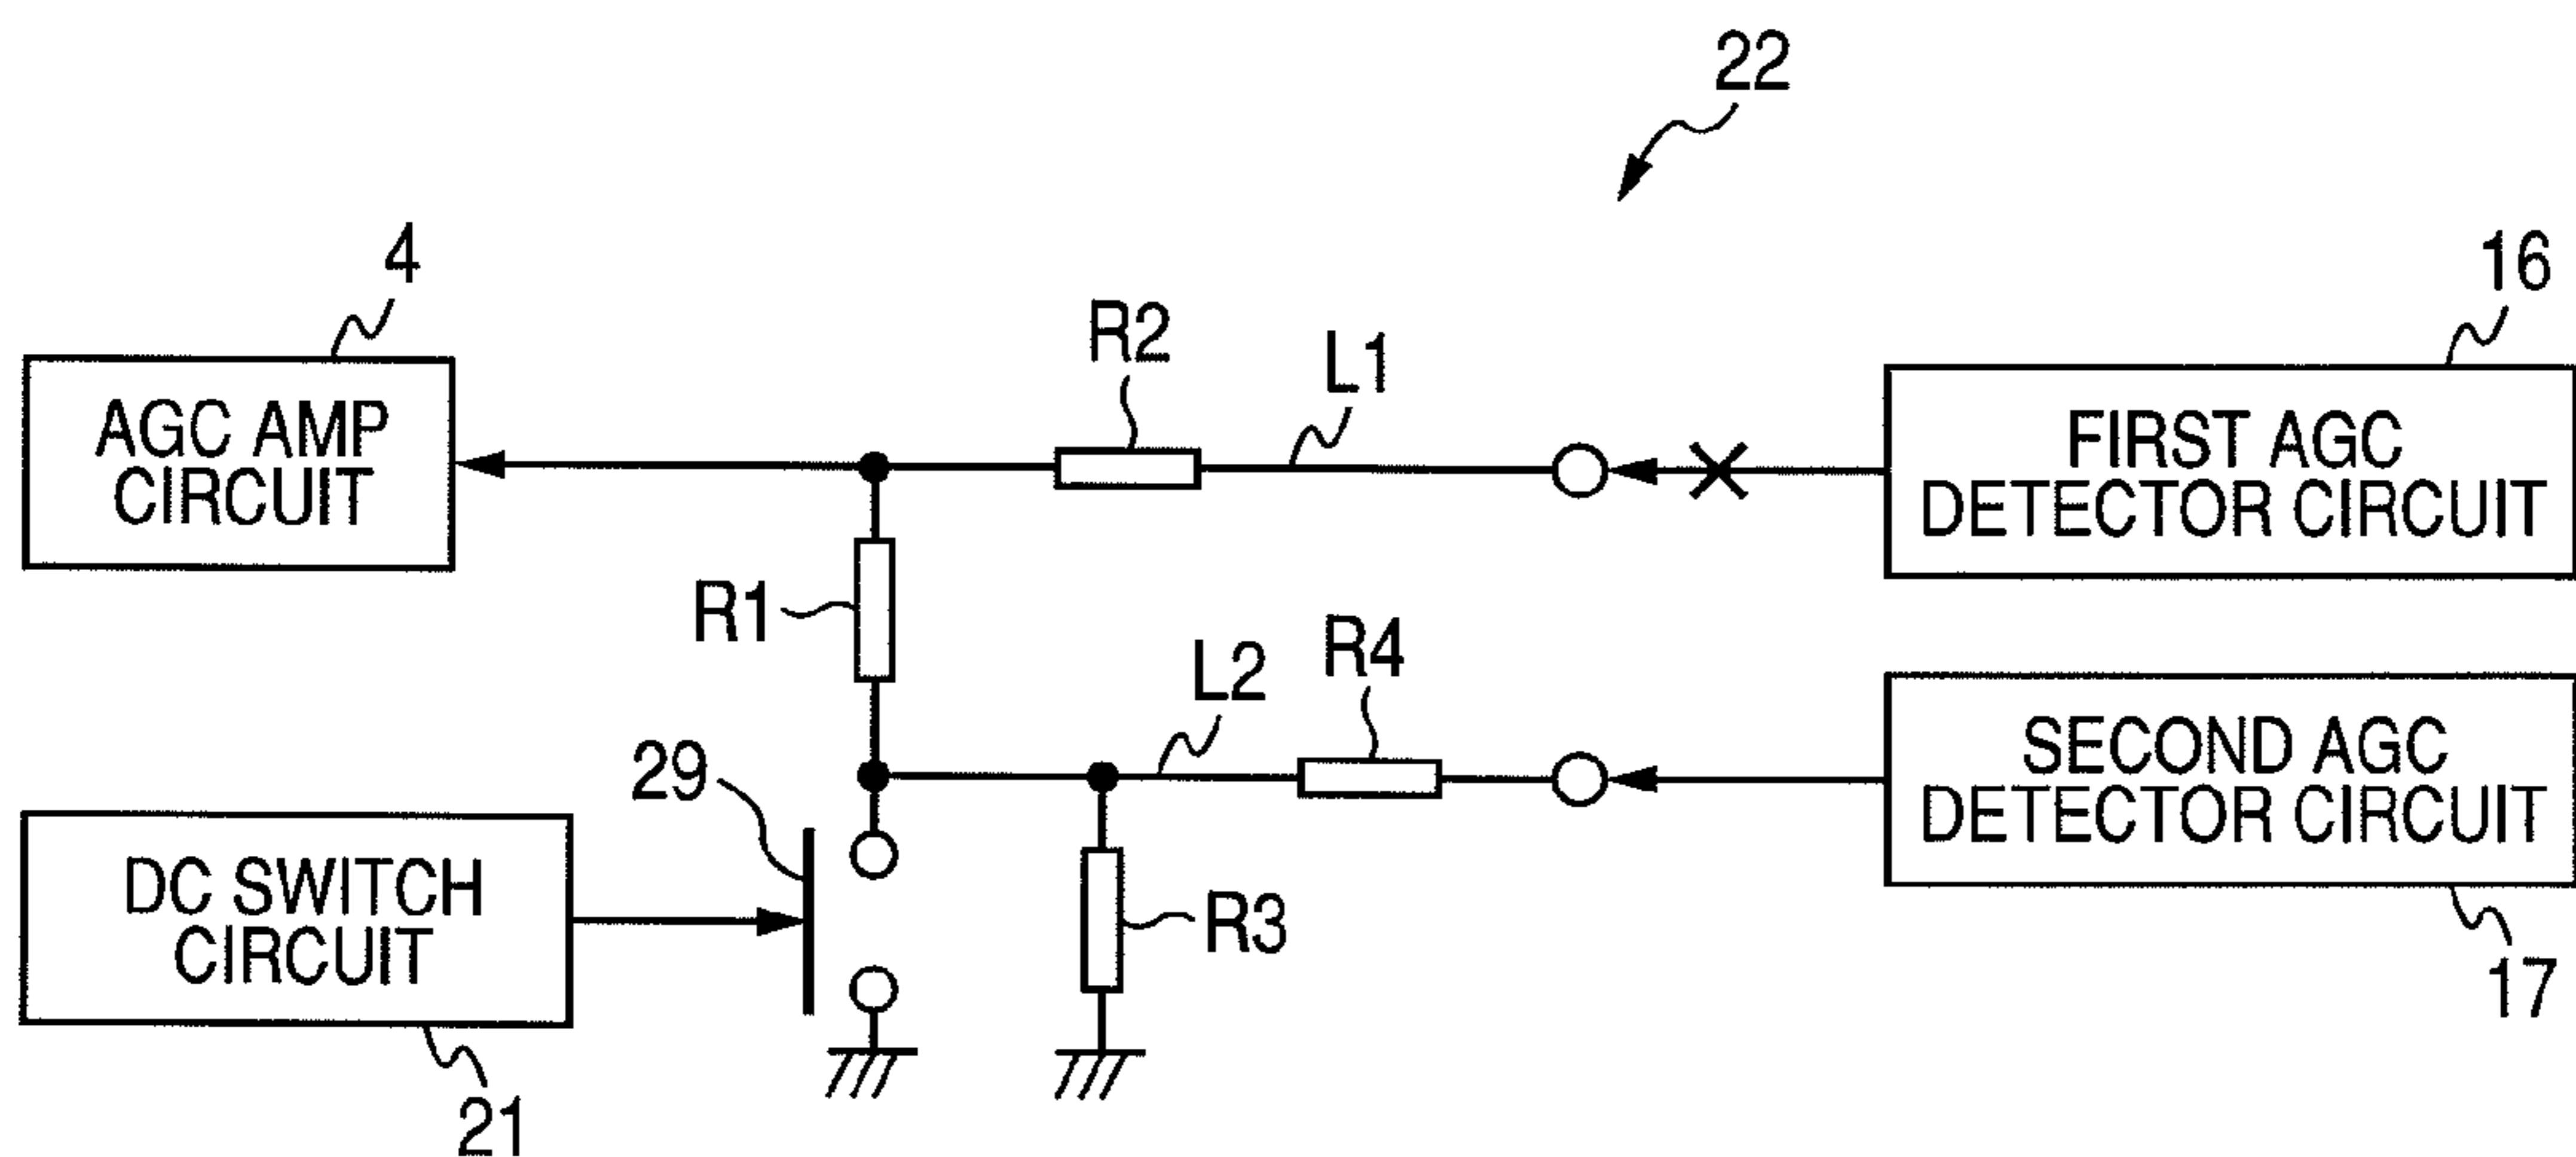 22
4
16
R2
L1
AGC AMP
CIRCUIT
FIRST AGC
DETECTOR CIRCUIT
R1
L2
R4
29
SECOND AGC
DETECTOR CIRCUIT
DC SWITCH
CIRCUIT
R3
17
21